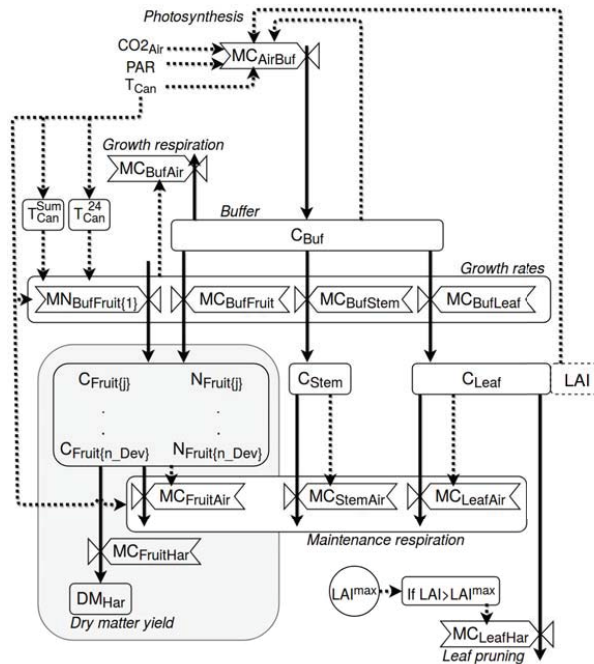 Photosynthesis
CO2Air
PAR
TCan
MCAirBuf
Growth respiration
MCBufAir
TCanSum
TCan24
Buffer
CBuf
Growth rates
MNBufFruit{1}
MCBufFruit
MCBufStem
MCBufLeaf
CFruit{j}
NFruit{j}
CStem
CLeaf
LAI
.
.
.
.
CFruit{n_Dev}
NFruit{n_Dev}
MCFruitAir
MCStemAir
MCLeafAir
Maintenance respiration
MCFruitHar
DMHar
Dry matter yield
LAImax
If LAI>LAImax
MCLeafHar
Leaf pruning